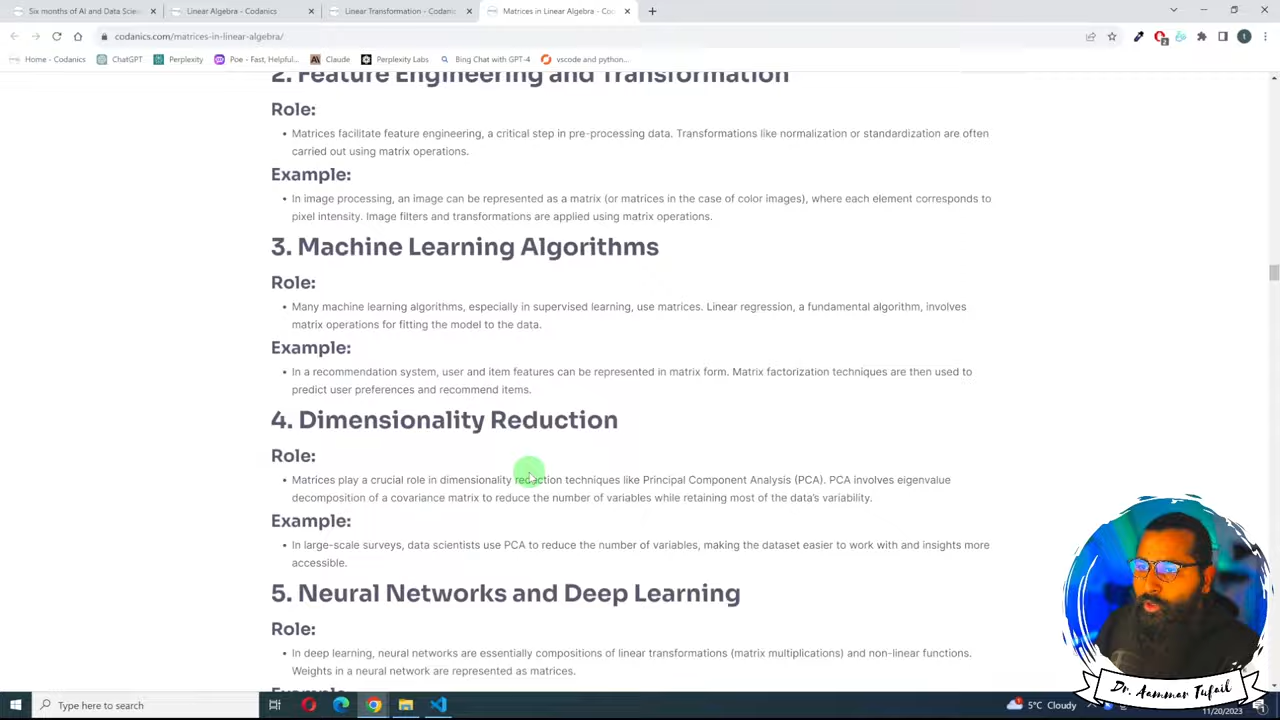 Six months of AI and Data Scien
Linear Algebra - Codanics
Linear Transformation - Codanic
Matrices in Linear Algebra - Co
codanics.com/matrices-in-linear-algebra/
Home - Codanics
ChatGPT
Perplexity
Poe - Fast, Helpful...
Claude
Perplexity Labs
Bing Chat with GPT-4
vscode and python...
2. Feature Engineering and Transformation
Role:
• Matrices facilitate feature engineering, a critical step in pre-processing data. Transformations like normalization or standardization are often
carried out using matrix operations.
Example:
• In image processing, an image can be represented as a matrix (or matrices in the case of color images), where each element corresponds to
pixel intensity. Image filters and transformations are applied using matrix operations.
3. Machine Learning Algorithms
Role:
• Many machine learning algorithms, especially in supervised learning, use matrices. Linear regression, a fundamental algorithm, involves
matrix operations for fitting the model to the data.
Example:
• In a recommendation system, user and item features can be represented in matrix form. Matrix factorization techniques are then used to
predict user preferences and recommend items.
4. Dimensionality Reduction
Role:
• Matrices play a crucial role in dimensionality reduction techniques like Principal Component Analysis (PCA). PCA involves eigenvalue
decomposition of a covariance matrix to reduce the number of variables while retaining most of the data's variability.
Example:
• In large-scale surveys, data scientists use PCA to reduce the number of variables, making the dataset easier to work with and insights more
accessible.
5. Neural Networks and Deep Learning
Role:
• In deep learning, neural networks are essentially compositions of linear transformations (matrix multiplications) and non-linear functions.
Weights in a neural network are represented as matrices.
Example:
Dr. Aammar Tufail
Type here to search
5°C Cloudy
11/20/2023